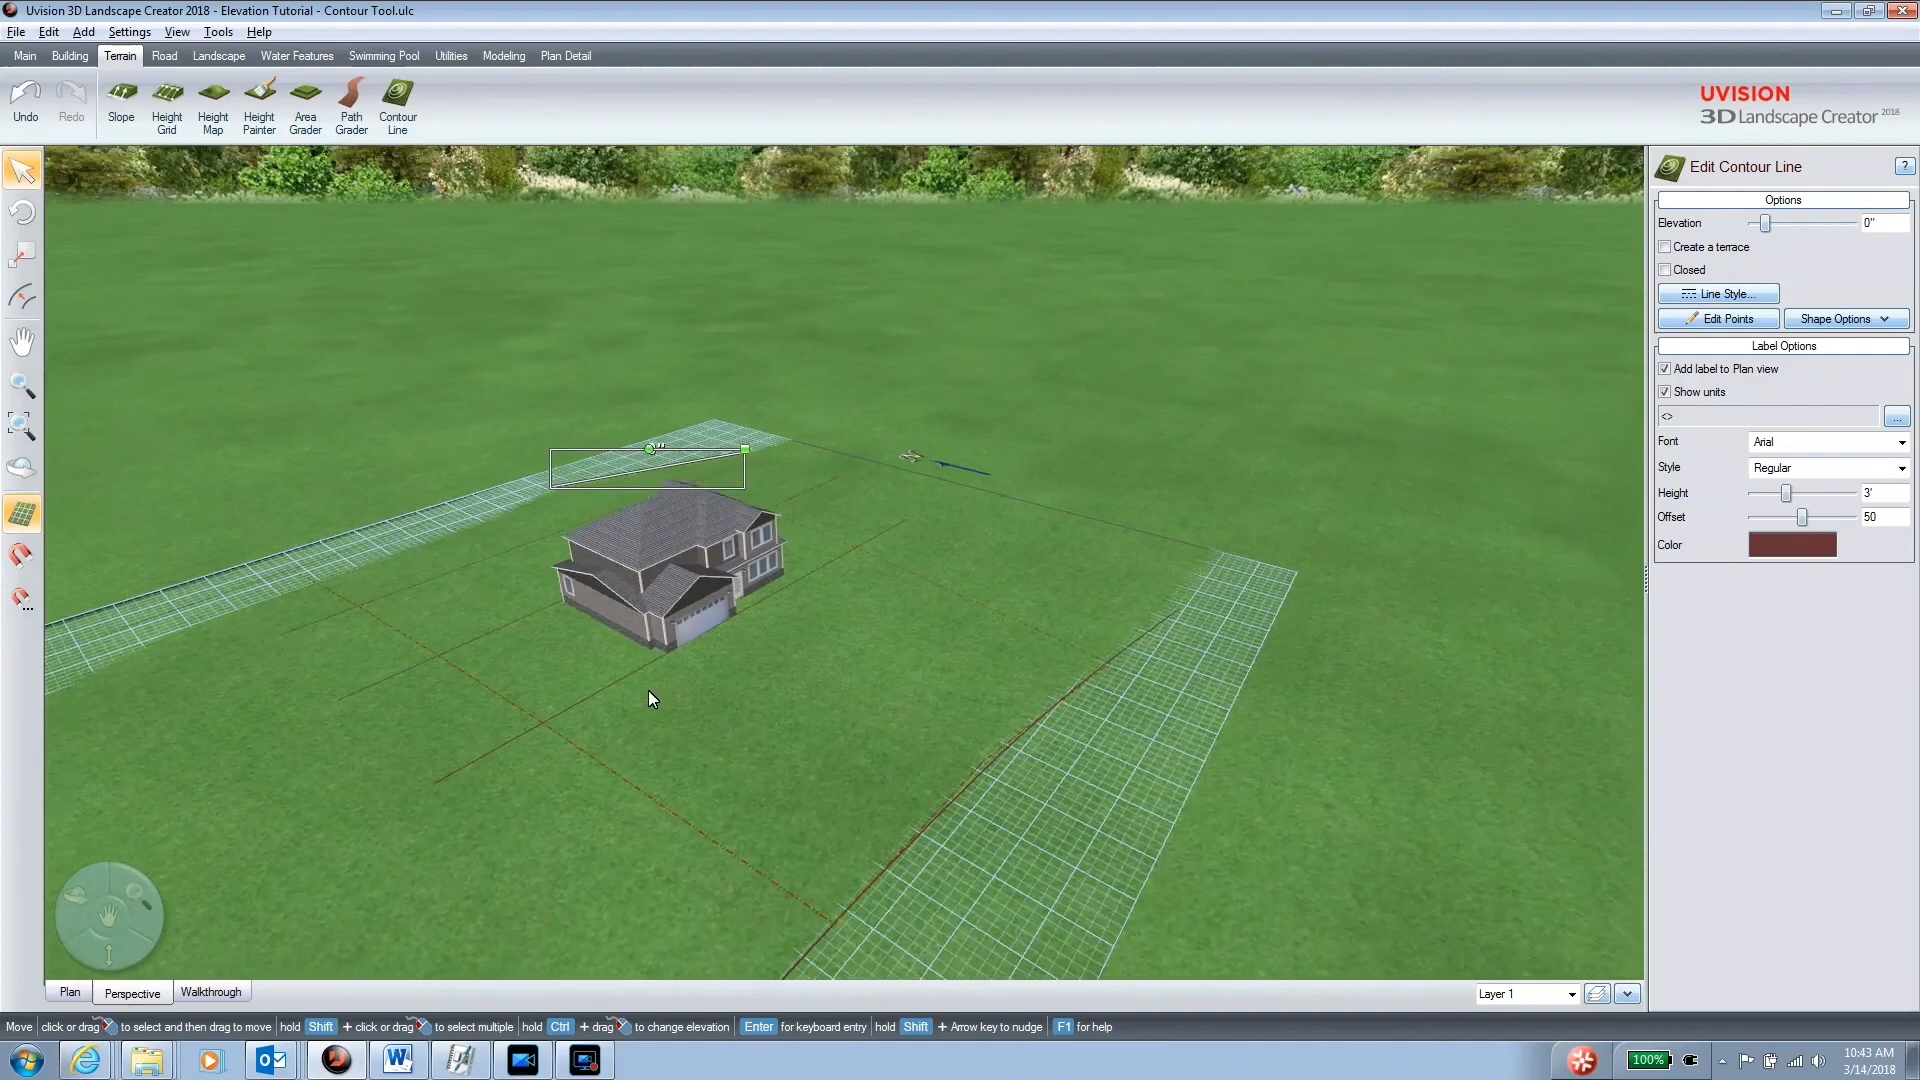 Uvision 3D Landscape Creator 2018 - Elevation Tutorial - Contour Tool.ulc
File Edit Add Settings View Tools Help
Main Building Terrain Road Landscape Water Features Swimming Pool Utilities Modeling Plan Detail
Undo Redo Slope Height Grid Height Map Height Painter Area Grader Path Grader Contour Line
UVISION
3D Landscape Creator 2018
Edit Contour Line ?
Options
Elevation 0"
Create a terrace
Closed
Line Style...
Edit Points Shape Options
Label Options
Add label to Plan view
Show units
<> ...
Font Arial
Style Regular
Height 3'
Offset 50
Color
Plan Perspective Walkthrough
Layer 1
Move click or drag to select and then drag to move hold Shift + click or drag to select multiple hold Ctrl + drag to change elevation Enter for keyboard entry hold Shift + Arrow key to nudge F1 for help
100%
10:43 AM
3/14/2018